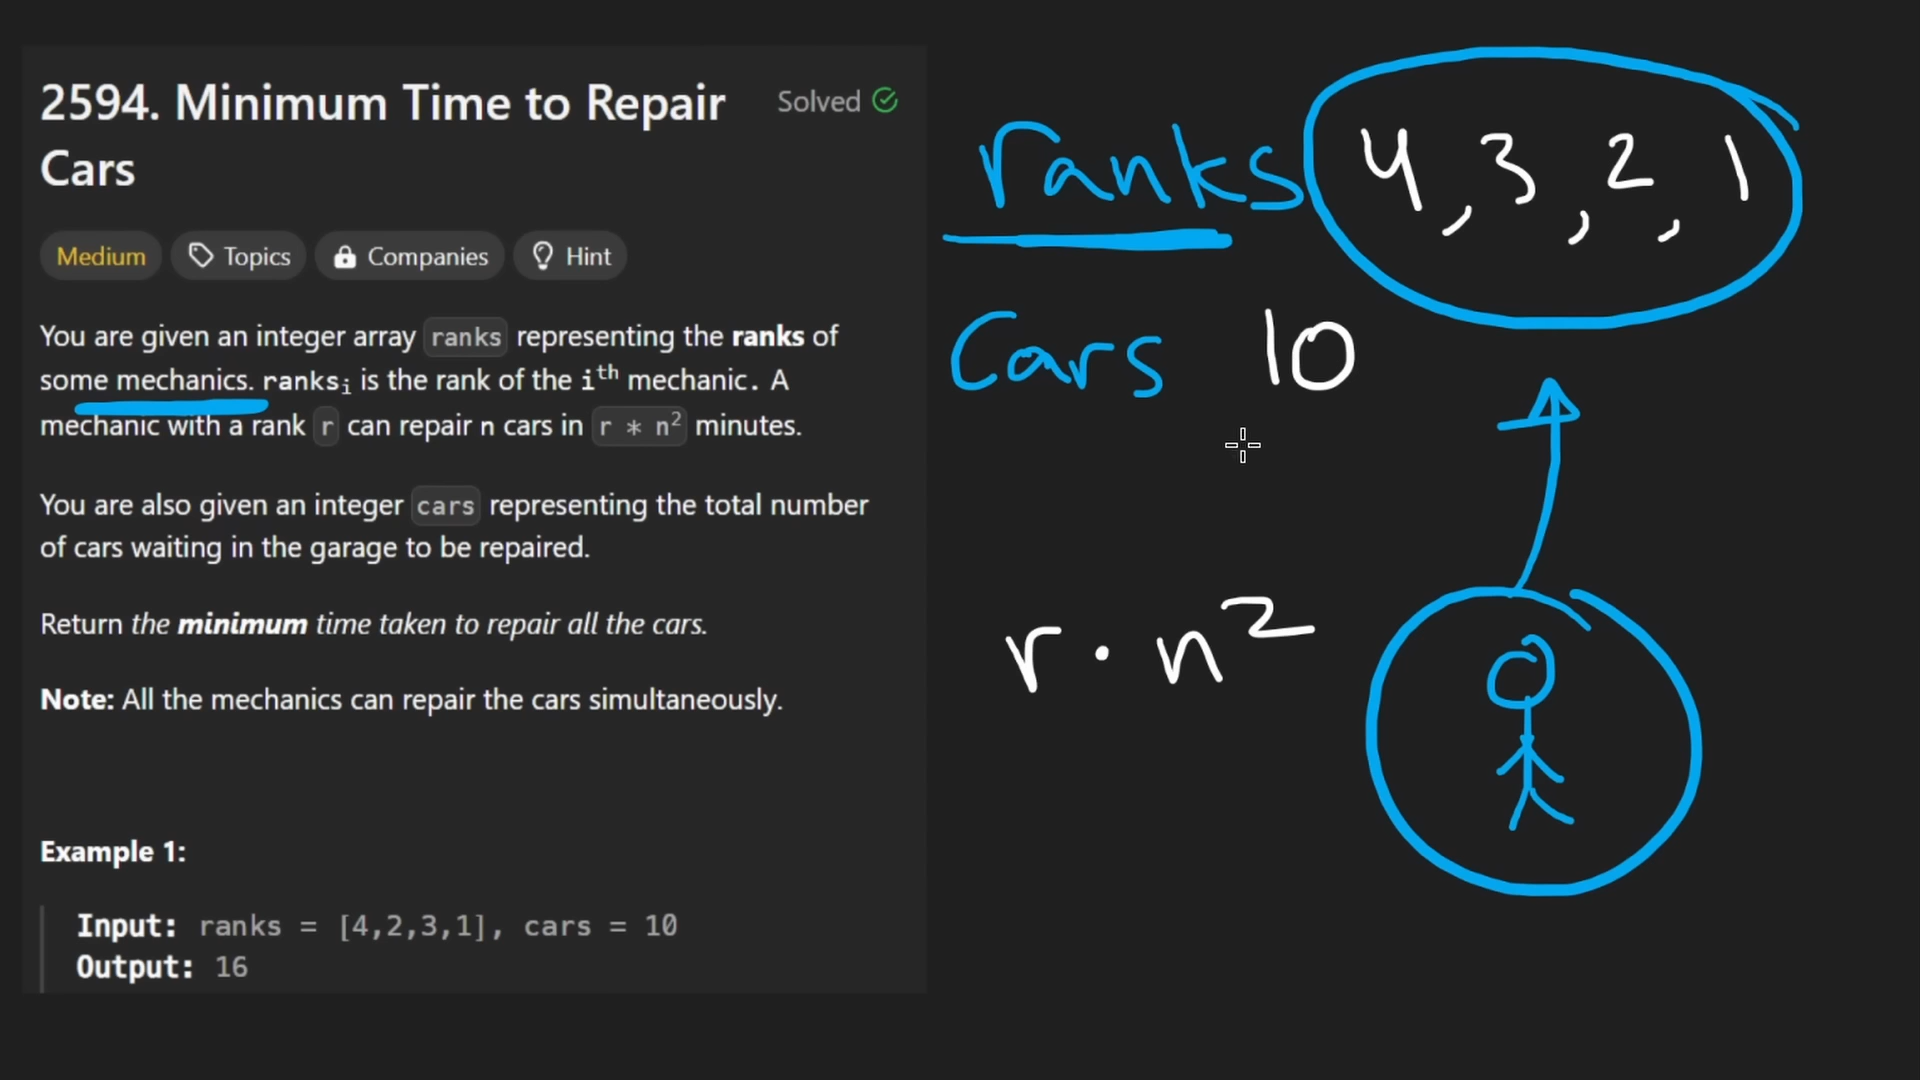 2594. Minimum Time to Repair
Cars
Solved
Medium Topics Companies Hint
You are given an integer array ranks representing the ranks of
some mechanics. ranksᵢ is the rank of the iᵗʰ mechanic. A
mechanic with a rank r can repair n cars in r * n² minutes.
You are also given an integer cars representing the total number
of cars waiting in the garage to be repaired.
Return the minimum time taken to repair all the cars.
Note: All the mechanics can repair the cars simultaneously.
Example 1:
Input: ranks = [4,2,3,1], cars = 10
Output: 16
ranks 4, 3, 2, 1
Cars 10
r · n²